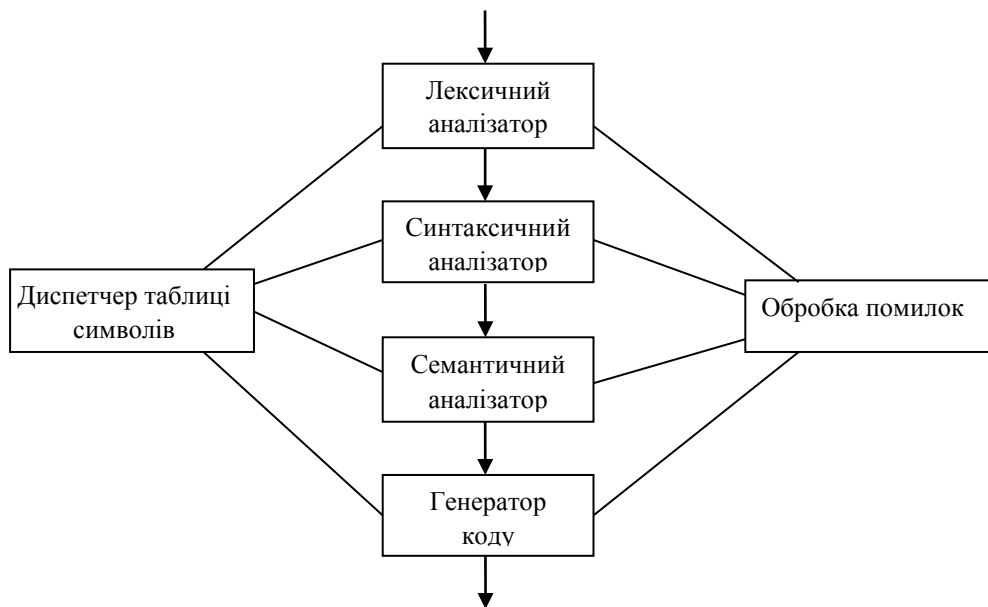 Лексичний
аналізатор
Синтаксичний
аналізатор
Диспетчер таблиці
символів
Обробка помилок
Семантичний
аналізатор
Генератор
коду